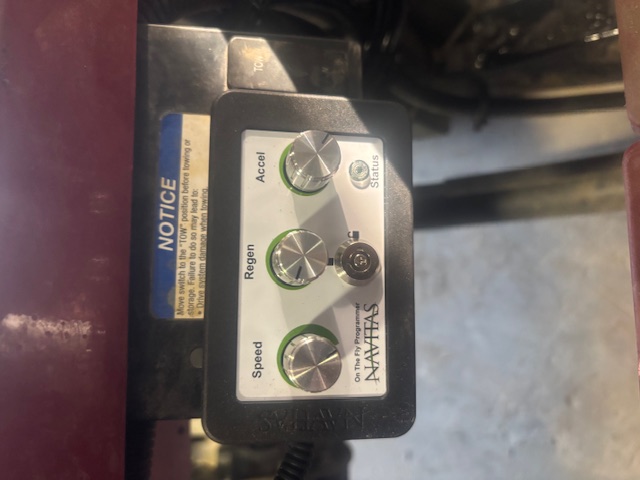 NOTICE
Move switch to the "TOW" position before towing or
storage. Failure to do so may lead to:
• Drive system damage when towing.
Speed
Regen
Accel
On The Fly Programmer
NAVITAS
Status
NAVITAS